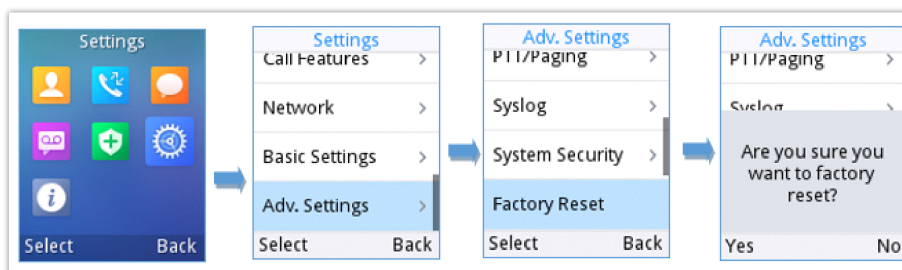 Settings
Select Back
Settings
Call Features
Network
Basic Settings
Adv. Settings
Select Back
Adv. Settings
PTT/Paging
Syslog
System Security
Factory Reset
Select Back
Adv. Settings
PTT/Paging
Syslog
Are you sure you
want to factory
reset?
Yes No